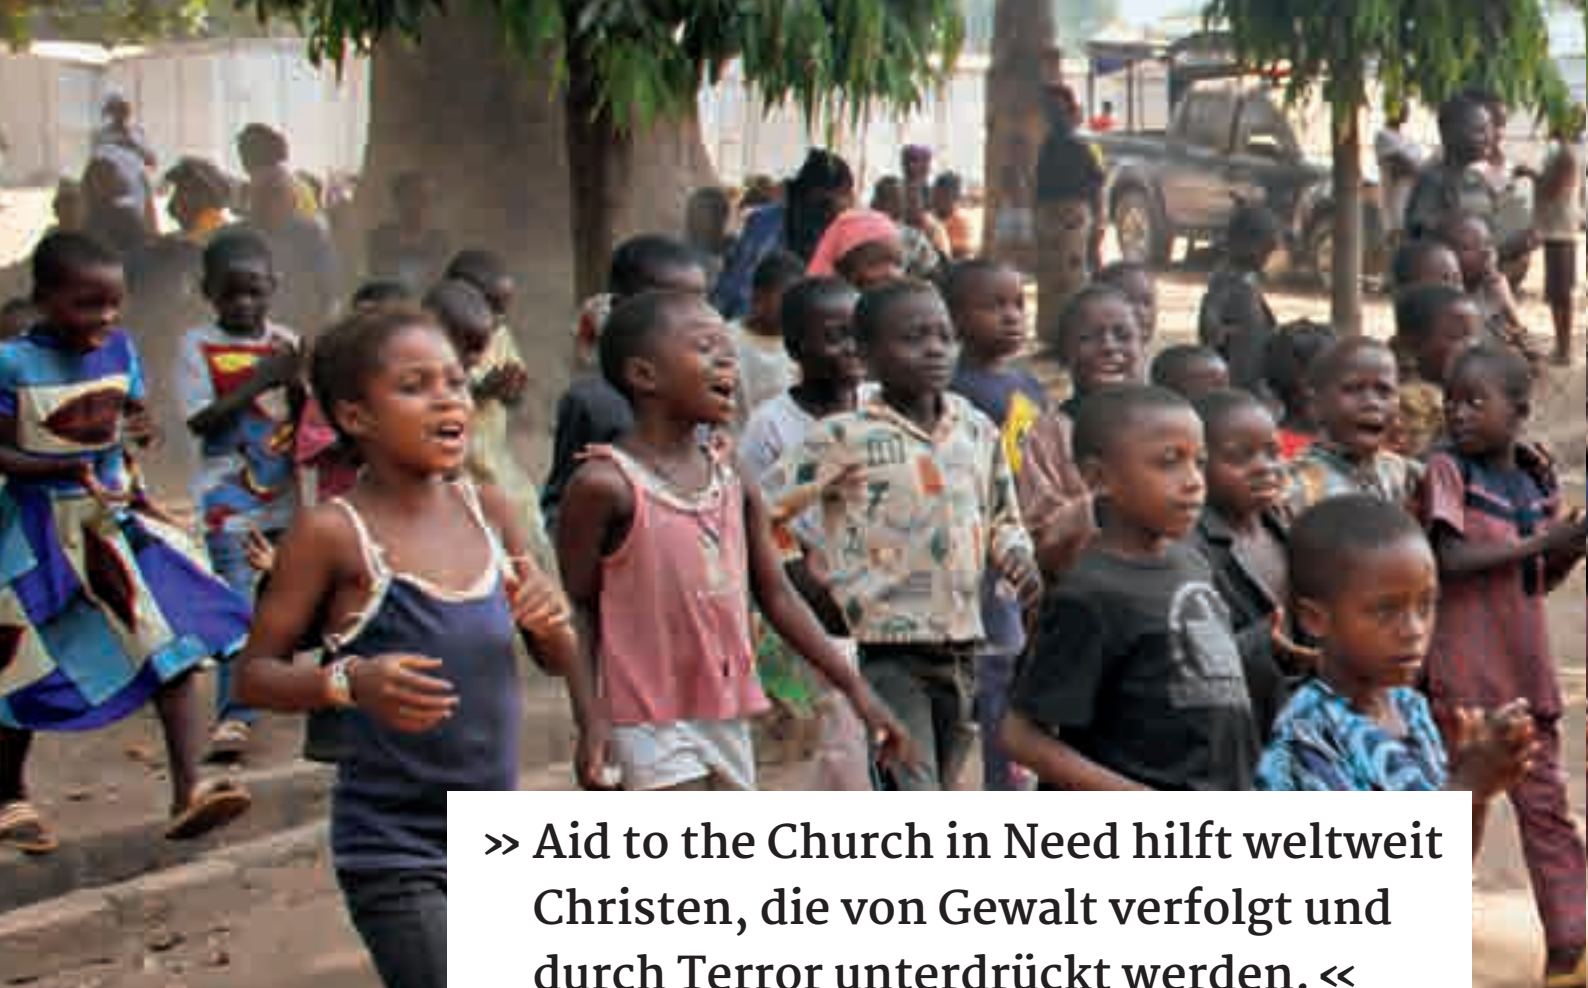 » Aid to the Church in Need hilft weltweit
Christen, die von Gewalt verfolgt und
durch Terror unterdrückt werden. «